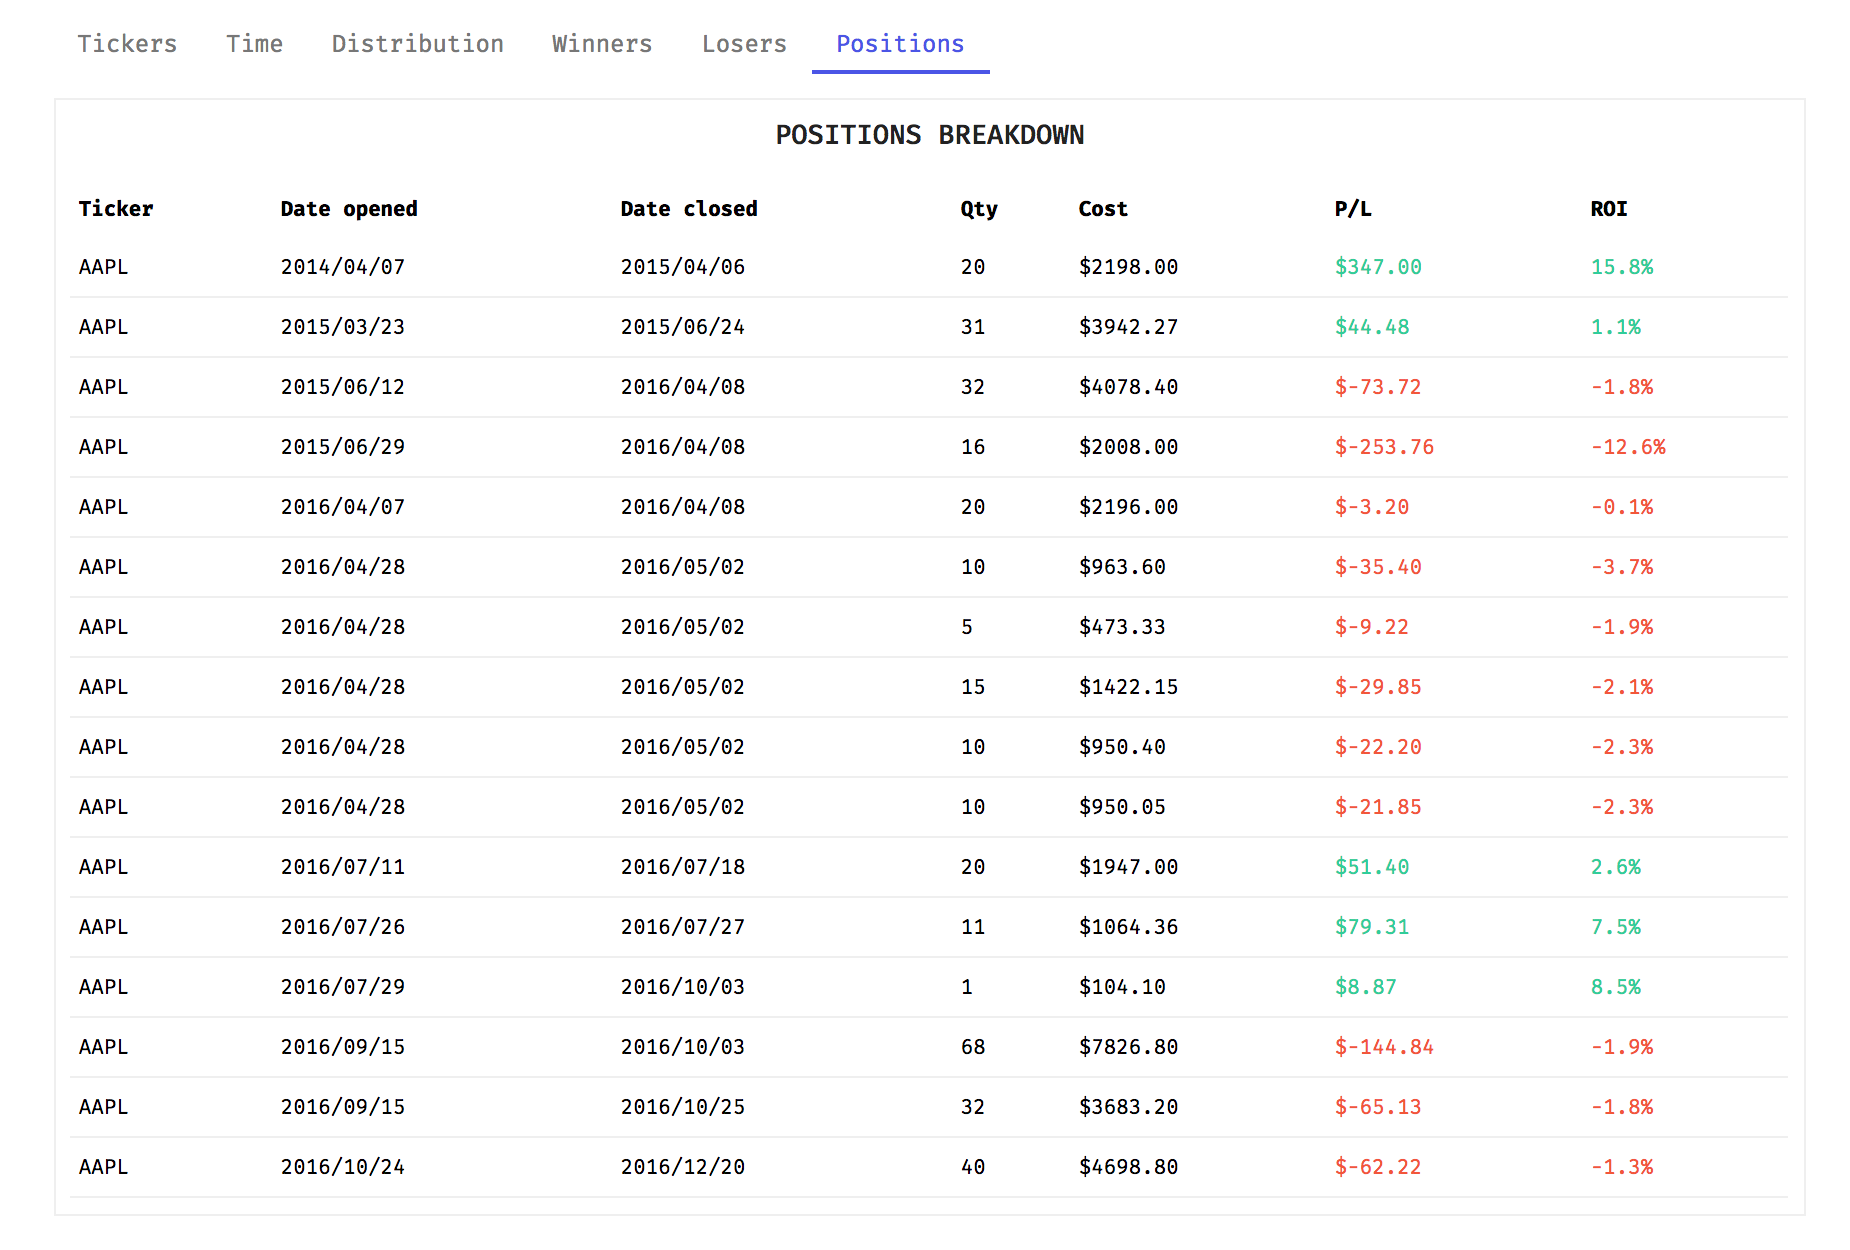 Tickers Time Distribution Winners Losers Positions
POSITIONS BREAKDOWN
Ticker Date opened Date closed Qty Cost P/L ROI
AAPL 2014/04/07 2015/04/06 20 $2198.00 $347.00 15.8%
AAPL 2015/03/23 2015/06/24 31 $3942.27 $44.48 1.1%
AAPL 2015/06/12 2016/04/08 32 $4078.40 $-73.72 -1.8%
AAPL 2015/06/29 2016/04/08 16 $2008.00 $-253.76 -12.6%
AAPL 2016/04/07 2016/04/08 20 $2196.00 $-3.20 -0.1%
AAPL 2016/04/28 2016/05/02 10 $963.60 $-35.40 -3.7%
AAPL 2016/04/28 2016/05/02 5 $473.33 $-9.22 -1.9%
AAPL 2016/04/28 2016/05/02 15 $1422.15 $-29.85 -2.1%
AAPL 2016/04/28 2016/05/02 10 $950.40 $-22.20 -2.3%
AAPL 2016/04/28 2016/05/02 10 $950.05 $-21.85 -2.3%
AAPL 2016/07/11 2016/07/18 20 $1947.00 $51.40 2.6%
AAPL 2016/07/26 2016/07/27 11 $1064.36 $79.31 7.5%
AAPL 2016/07/29 2016/10/03 1 $104.10 $8.87 8.5%
AAPL 2016/09/15 2016/10/03 68 $7826.80 $-144.84 -1.9%
AAPL 2016/09/15 2016/10/25 32 $3683.20 $-65.13 -1.8%
AAPL 2016/10/24 2016/12/20 40 $4698.80 $-62.22 -1.3%